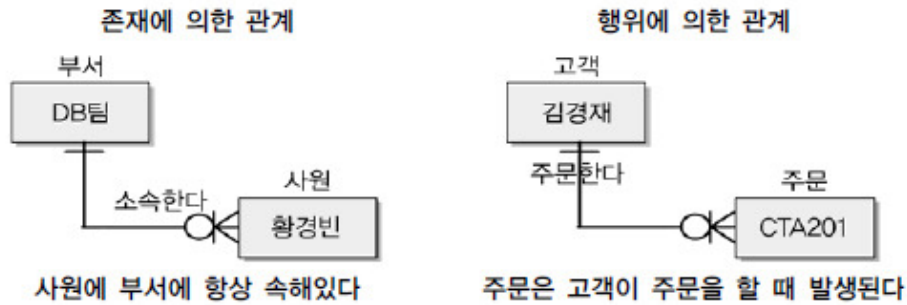 존재에 의한 관계
부서
DB팀
소속한다
사원
황경빈
사원에 부서에 항상 속해있다
행위에 의한 관계
고객
김경재
주문한다
주문
CTA201
주문은 고객이 주문을 할 때 발생된다